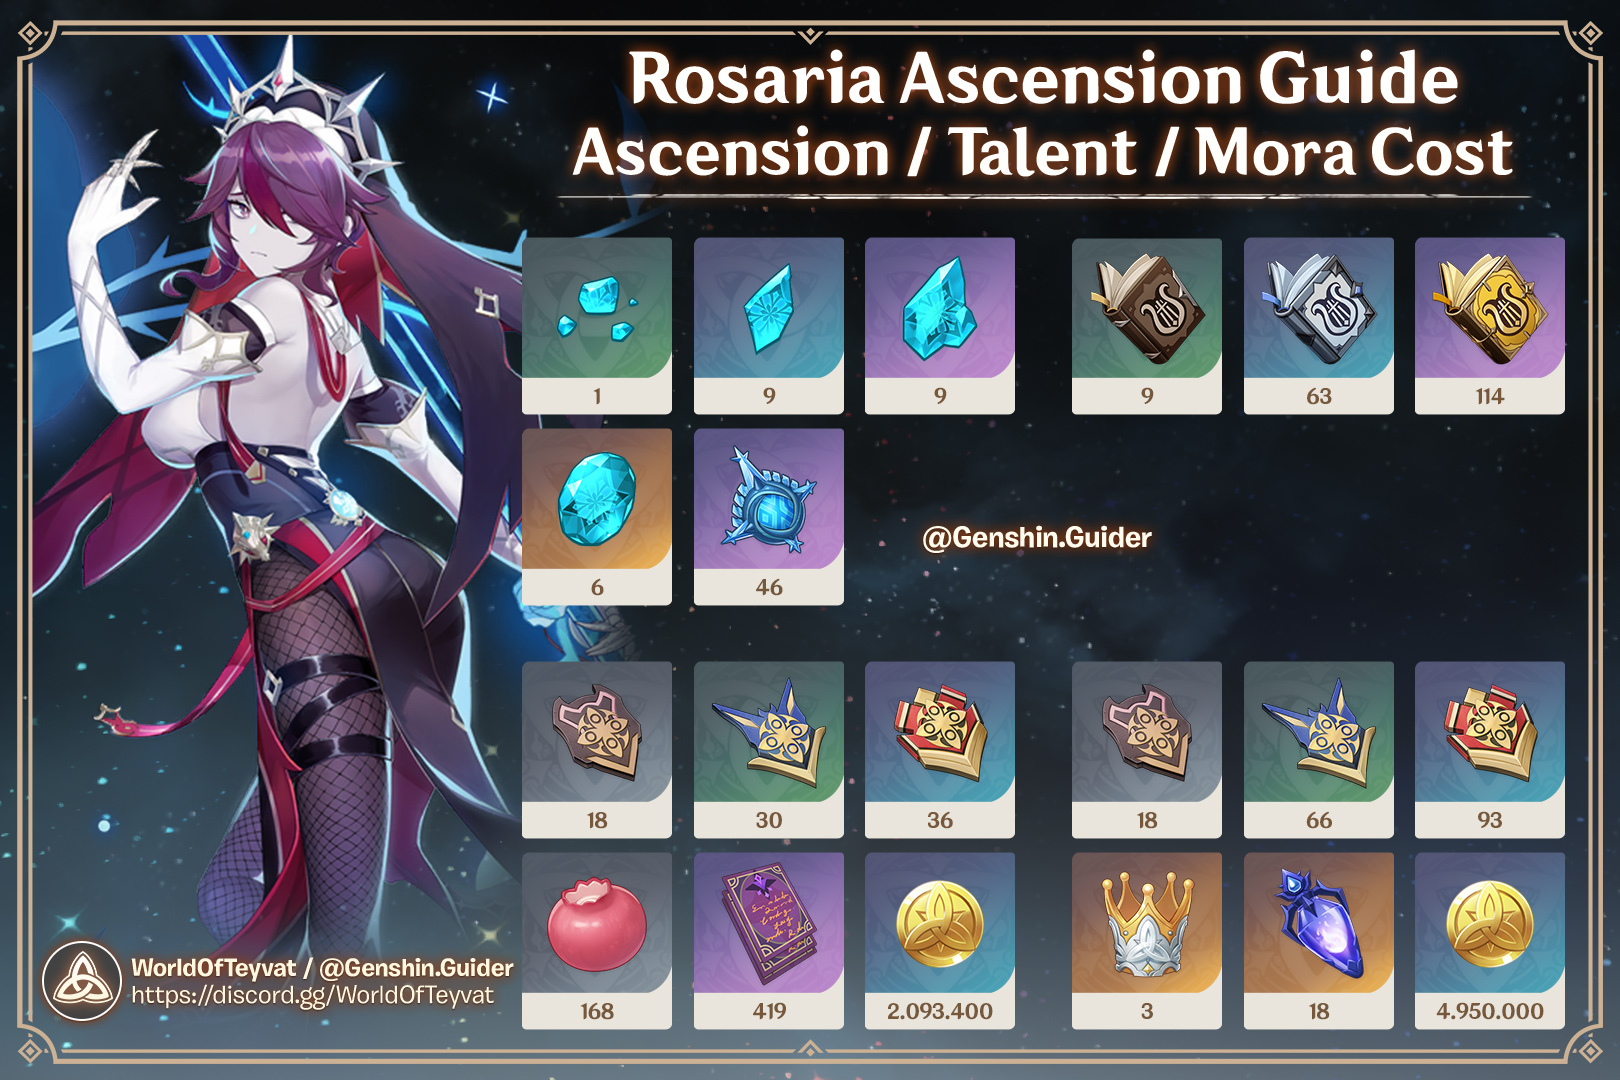 Rosaria Ascension Guide
Ascension / Talent / Mora Cost
1 9 9 9 63 114
6 46
@Genshin.Guider
18 30 36 18 66 93
168 419 2.093.400 3 18 4.950.000
WorldOfTeyvat / @Genshin.Guider
https://discord.gg/WorldOfTeyvat